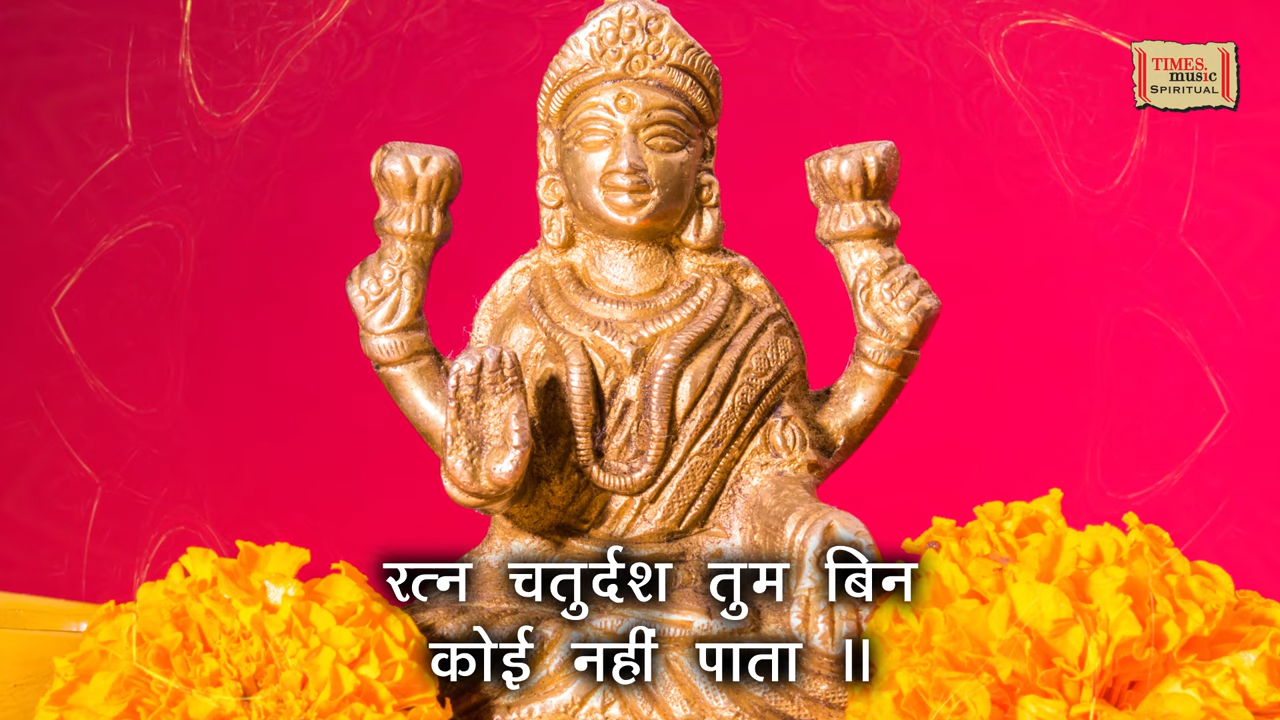 TIMES.
music
SPIRITUAL
रत्न चतुर्दश तुम बिन
कोई नहीं पाता ॥